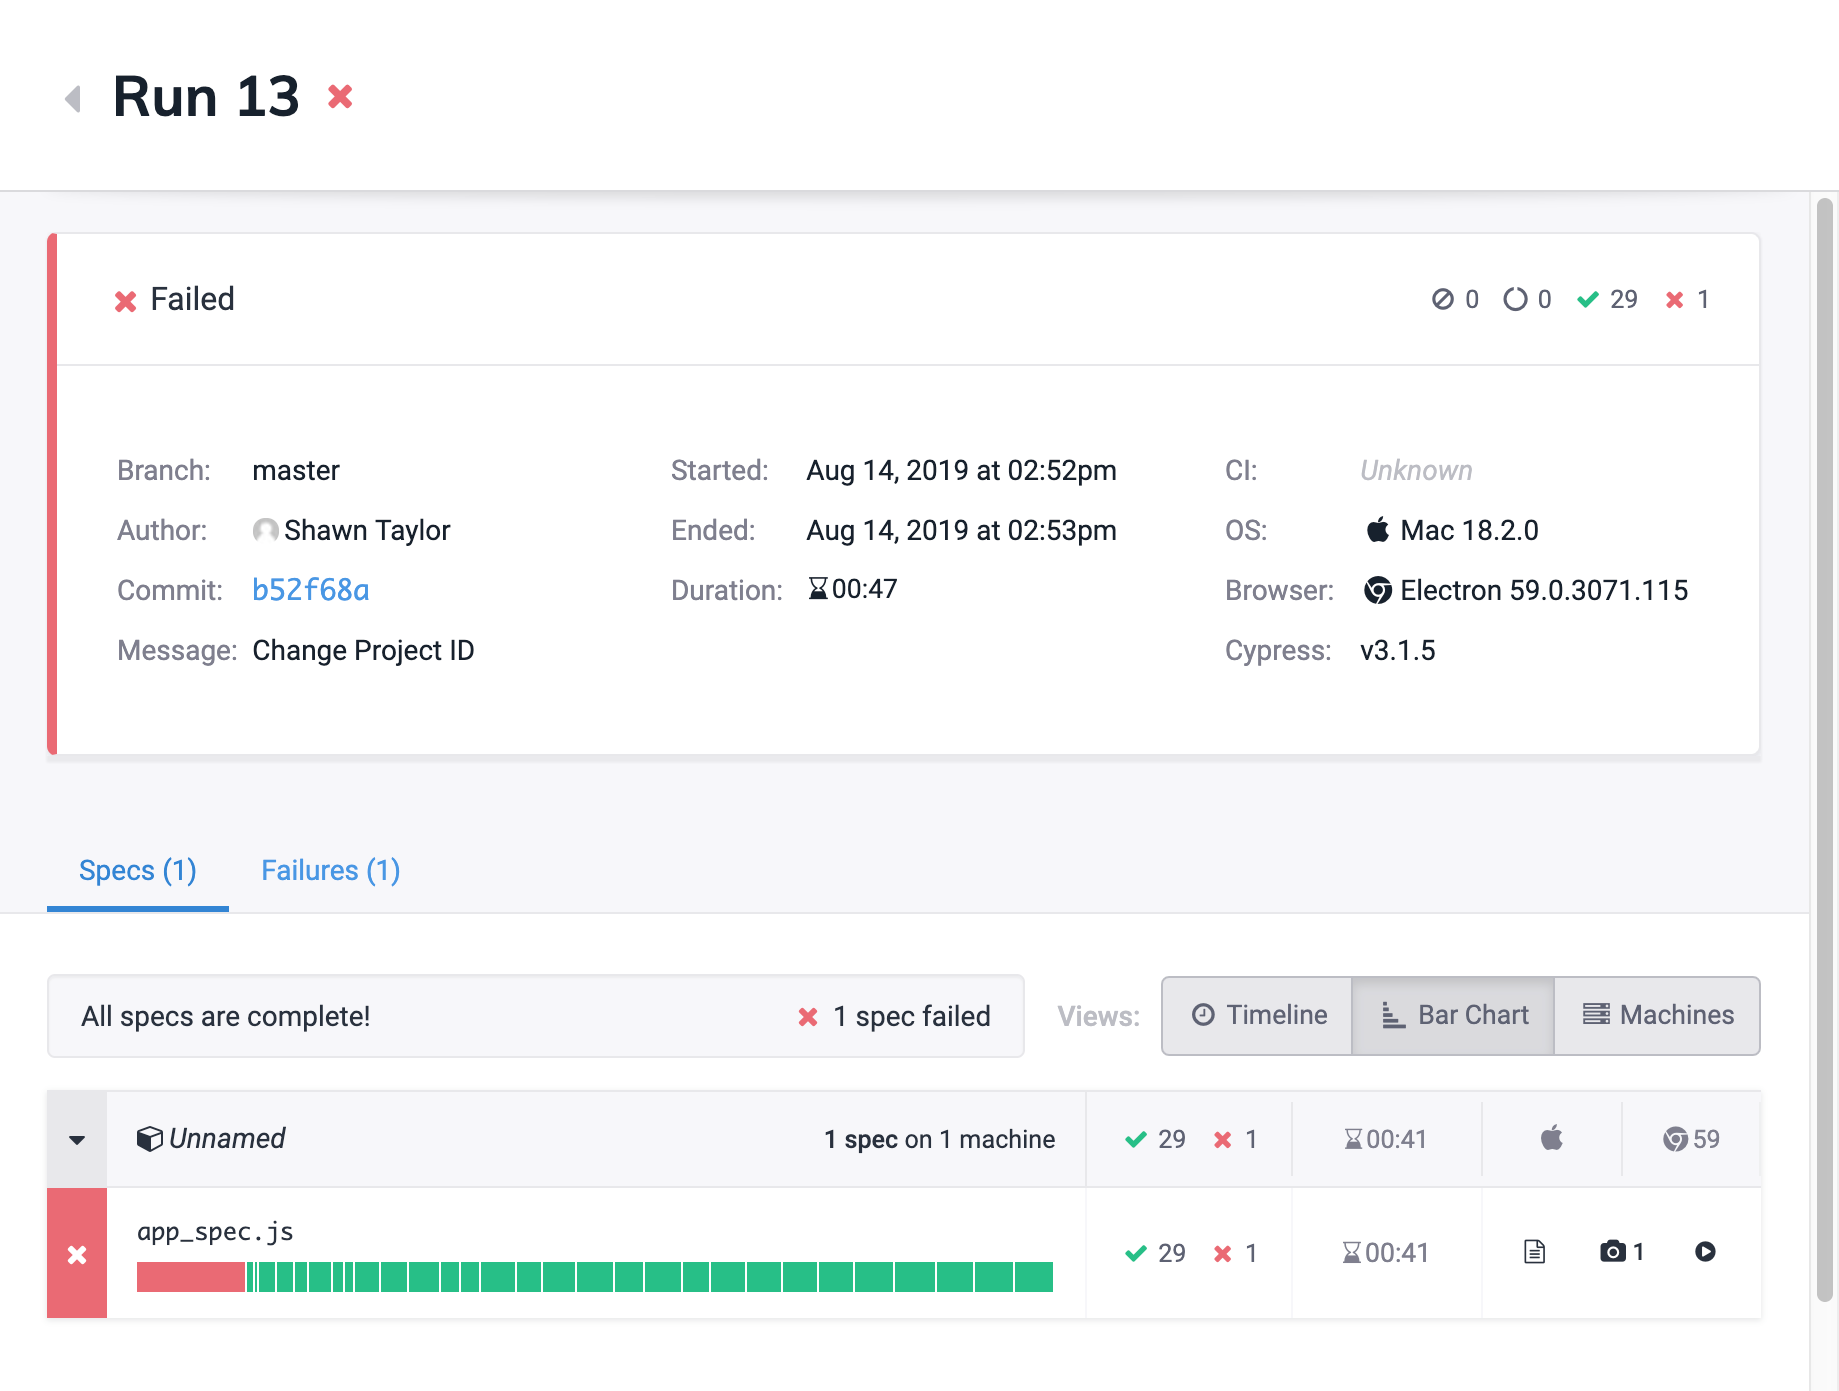 Run 13
Failed 0 0 29 1
Branch: master Started: Aug 14, 2019 at 02:52pm CI: Unknown
Author: Shawn Taylor Ended: Aug 14, 2019 at 02:53pm OS: Mac 18.2.0
Commit: b52f68a Duration: 00:47 Browser: Electron 59.0.3071.115
Message: Change Project ID Cypress: v3.1.5
Specs (1) Failures (1)
All specs are complete! 1 spec failed Views: Timeline Bar Chart Machines
Unnamed 1 spec on 1 machine 29 1 00:41 59
app_spec.js
29 1 00:41 1